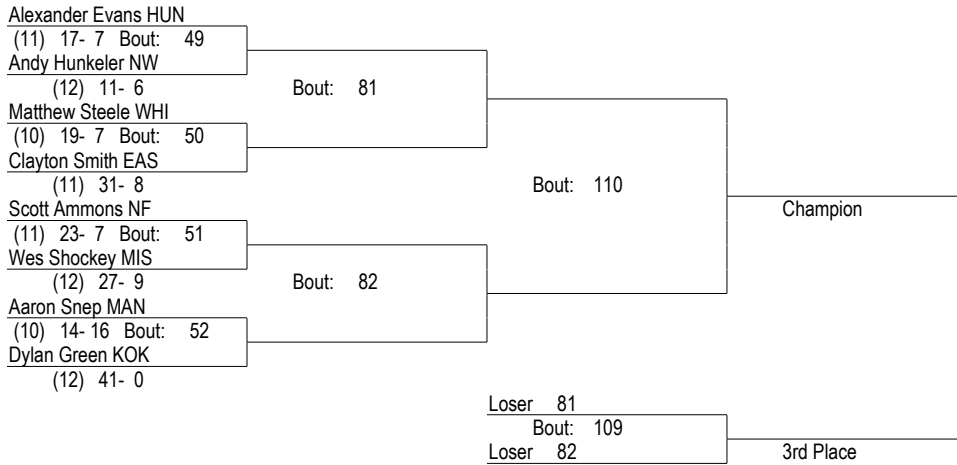 Alexander Evans HUN
(11) 17- 7 Bout: 49
Andy Hunkeler NW
(12) 11- 6
Bout: 81
Matthew Steele WHI
(10) 19- 7 Bout: 50
Clayton Smith EAS
(11) 31- 8
Bout: 110
Scott Ammons NF
Champion
(11) 23- 7 Bout: 51
Wes Shockey MIS
(12) 27- 9
Bout: 82
Aaron Snep MAN
(10) 14- 16 Bout: 52
Dylan Green KOK
(12) 41- 0
Loser 81
Bout: 109
Loser 82
3rd Place